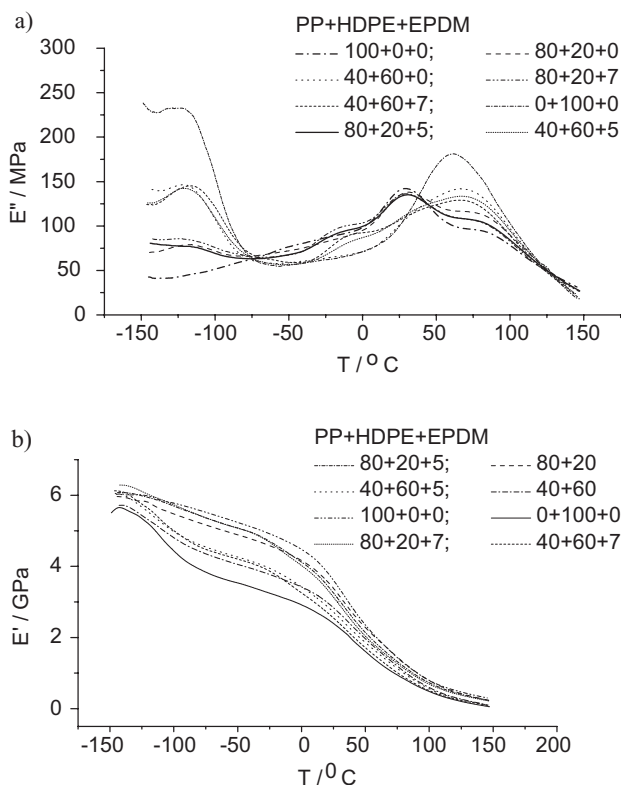 a)
PP+HDPE+EPDM
100+0+0; 80+20+0
40+60+0; 80+20+7
40+60+7; 0+100+0
80+20+5; 40+60+5
300
250
200
150
100
50
0
E'' / MPa
-150 -100 -50 0 50 100 150
T / ° C
b)
PP+HDPE+EPDM
80+20+5; 80+20
40+60+5; 40+60
100+0+0; 0+100+0
80+20+7; 40+60+7
6
4
2
0
E' / GPa
-150 -100 -50 0 50 100 150 200
T / ⁰ C